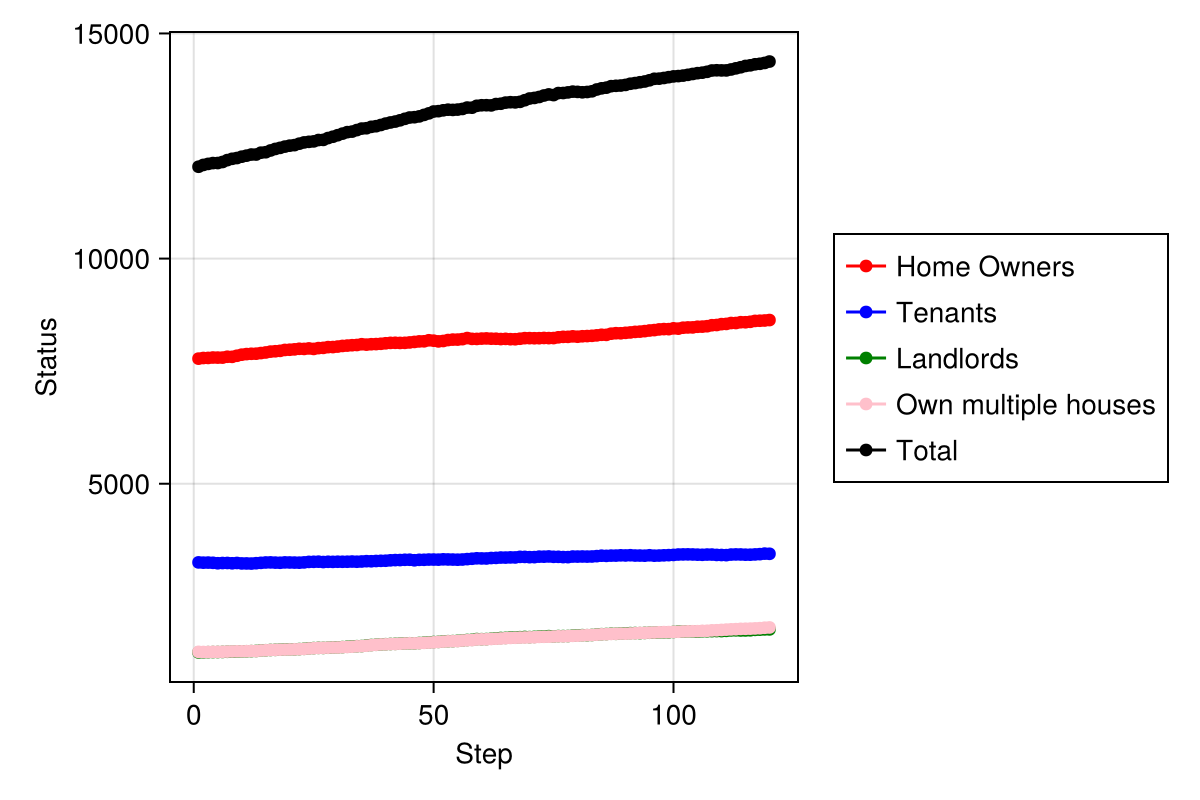 15000
10000
5000
Status
0 50 100
Step
Home Owners
Tenants
Landlords
Own multiple houses
Total